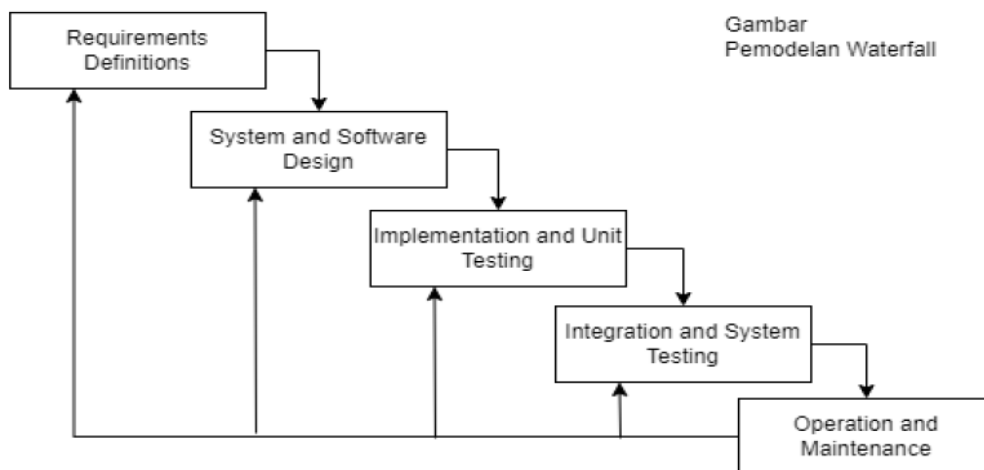 Requirements
Definitions
Gambar
Pemodelan Waterfall
System and Software
Design
Implementation and Unit
Testing
Integration and System
Testing
Operation and
Maintenance